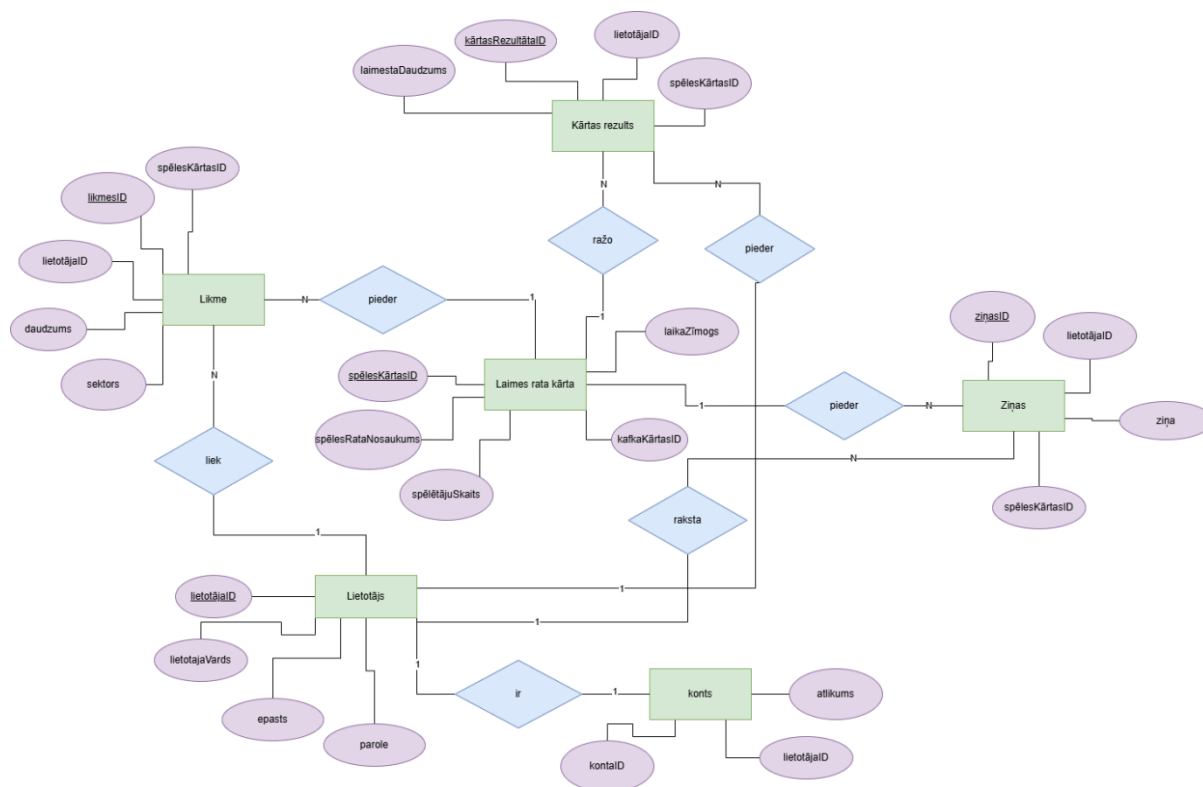 kārtasRezultātaID
lietotājaID
laimestaDaudzums
spēlesKārtasID
Kārtas rezults
spēlesKārtasID
likmesID
N
N
ražo
pieder
lietotājaID
Likme
N
pieder
1
1
daudzums
sektors
laikaZīmogs
ziņasID
lietotājaID
spēlesKārtasID
Laimes rata kārta
1
pieder
N
Ziņas
ziņa
N
spēlesRataNosaukums
kafkaKārtasID
liek
spēlētājuSkaits
N
spēlesKārtasID
raksta
1
lietotājaID
Lietotājs
1
1
lietotajaVards
1
epasts
parole
ir
1
konts
atlikums
kontaID
lietotājaID